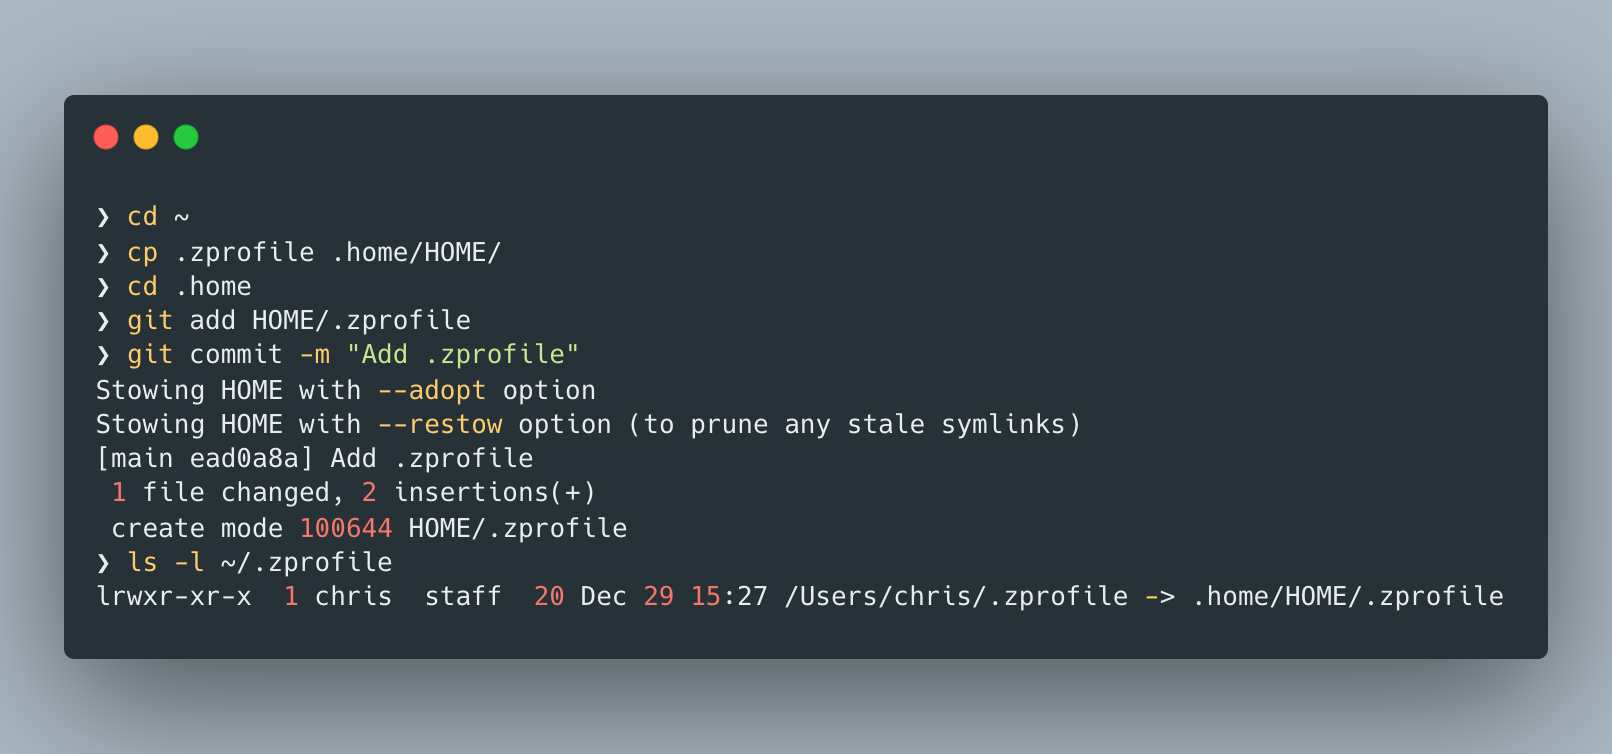 ❯ cd ~
❯ cp .zprofile .home/HOME/
❯ cd .home
❯ git add HOME/.zprofile
❯ git commit -m "Add .zprofile"
Stowing HOME with --adopt option
Stowing HOME with --restow option (to prune any stale symlinks)
[main ead0a8a] Add .zprofile
 1 file changed, 2 insertions(+)
 create mode 100644 HOME/.zprofile
❯ ls -l ~/.zprofile
lrwxr-xr-x  1 chris  staff  20 Dec 29 15:27 /Users/chris/.zprofile -> .home/HOME/.zprofile